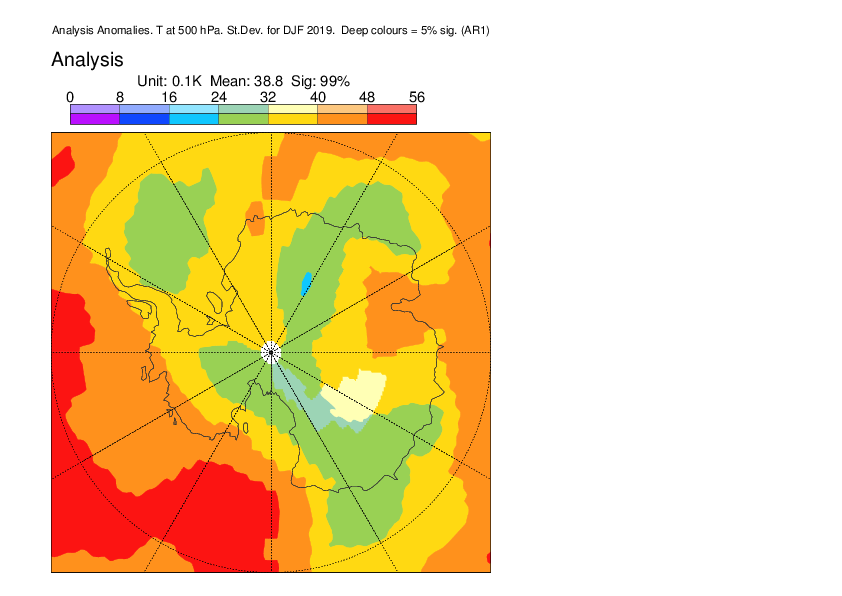 Analysis Anomalies. T at 500 hPa. St.Dev. for DJF 2019.  Deep colours = 5% sig. (AR1)
Analysis
Unit: 0.1K  Mean: 38.8  Sig: 99%
0 8 16 24 32 40 48 56